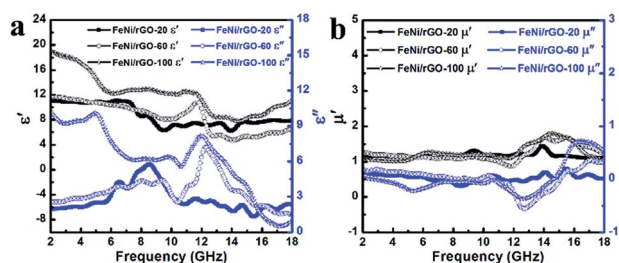 a
24
20
16
12
8
4
0
-4
-8
ε′
FeNi/rGO-20 ε′
FeNi/rGO-60 ε′
FeNi/rGO-100 ε′
FeNi/rGO-20 ε″
FeNi/rGO-60 ε″
FeNi/rGO-100 ε″
18
15
12
9
6
3
0
ε″
2 4 6 8 10 12 14 16 18
Frequency (GHz)
b
5
4
3
2
1
0
-1
μ′
FeNi/rGO-20 μ′
FeNi/rGO-60 μ′
FeNi/rGO-100 μ′
FeNi/rGO-20 μ″
FeNi/rGO-60 μ″
FeNi/rGO-100 μ″
3
2
1
0
-1
μ″
2 4 6 8 10 12 14 16 18
Frequency (GHz)